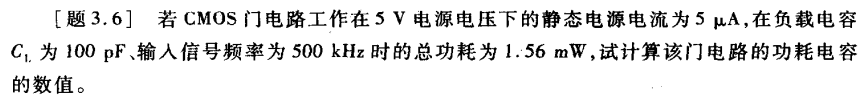 [题3.6] 若 CMOS 门电路工作在 5 V 电源电压下的静态电源电流为 5 μA,在负载电容
C_L 为 100 pF、输入信号频率为 500 kHz 时的总功耗为 1.56 mW,试计算该门电路的功耗电容
的数值。